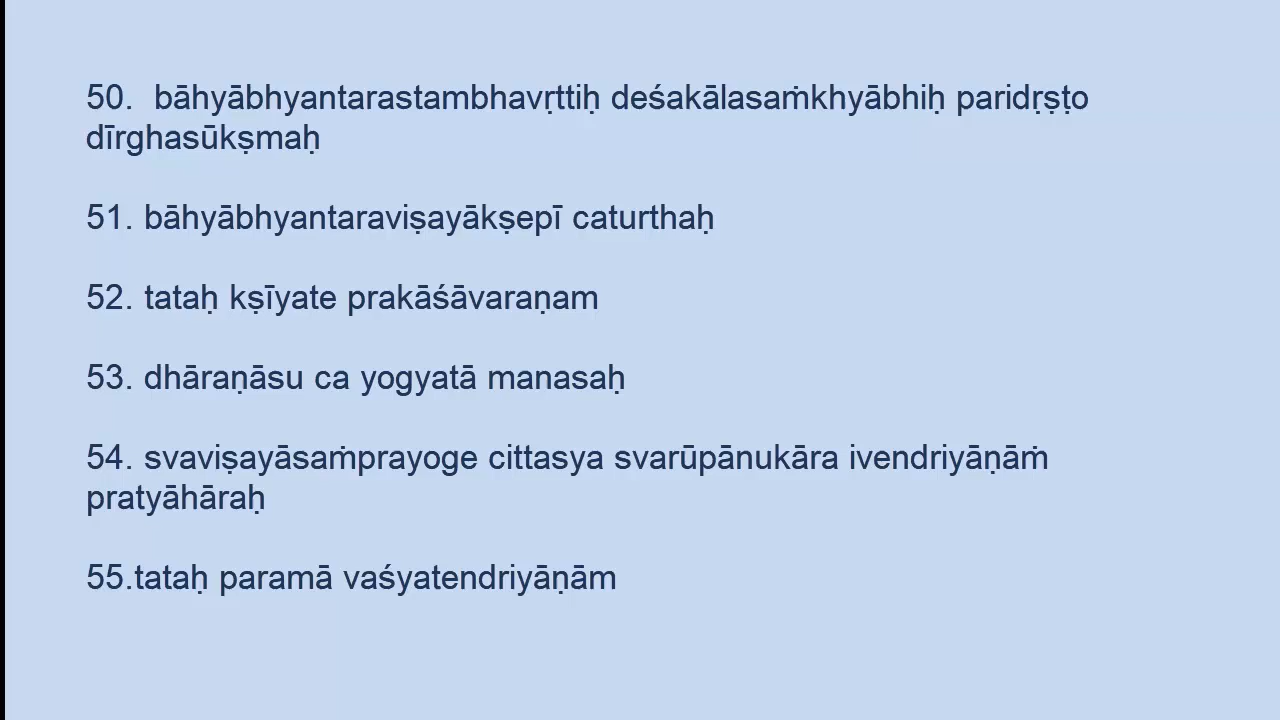 50.  bāhyābhyantarastambhavṛttiḥ deśakālasaṁkhyābhiḥ paridṛṣṭo
dīrghasūkṣmaḥ
51. bāhyābhyantaraviṣayākṣepī caturthaḥ
52. tataḥ kṣīyate prakāśāvaraṇam
53. dhāraṇāsu ca yogyatā manasaḥ
54. svaviṣayāsaṁprayoge cittasya svarūpānukāra ivendriyāṇāṁ
pratyāhāraḥ
55.tataḥ paramā vaśyatendriyāṇām